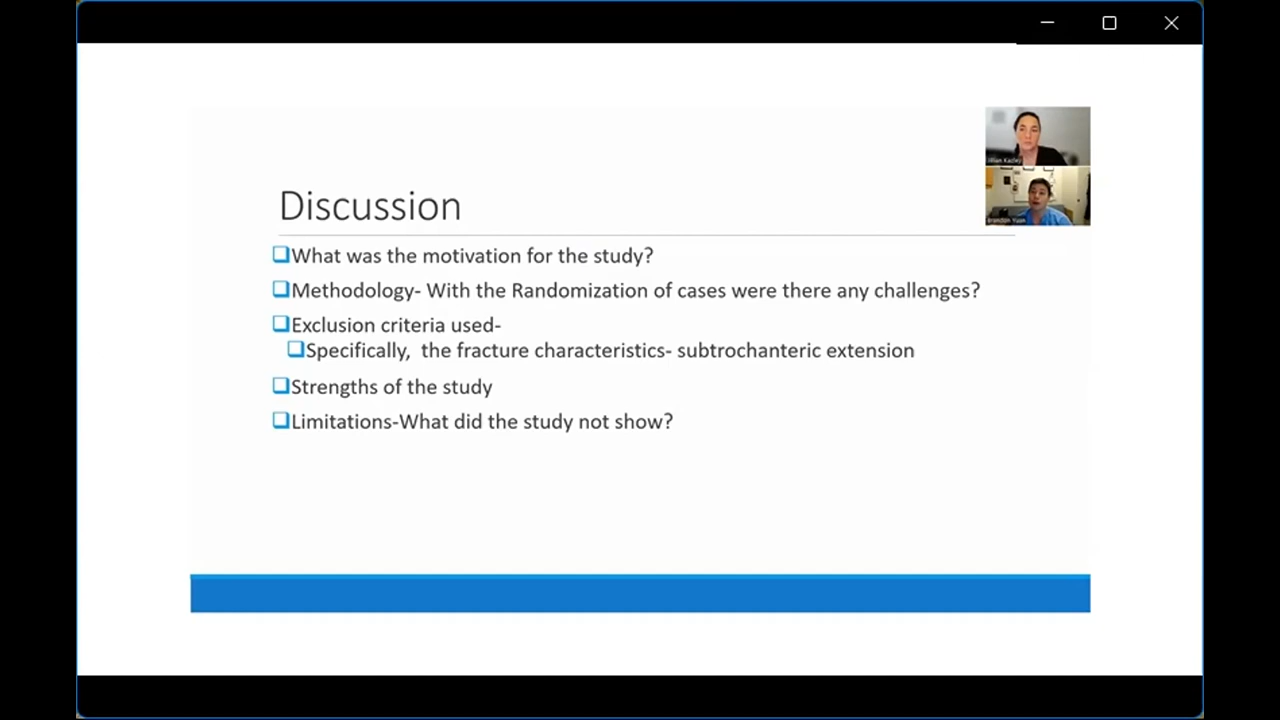 Discussion
What was the motivation for the study?
Methodology- With the Randomization of cases were there any challenges?
Exclusion criteria used-
Specifically, the fracture characteristics- subtrochanteric extension
Strengths of the study
Limitations-What did the study not show?